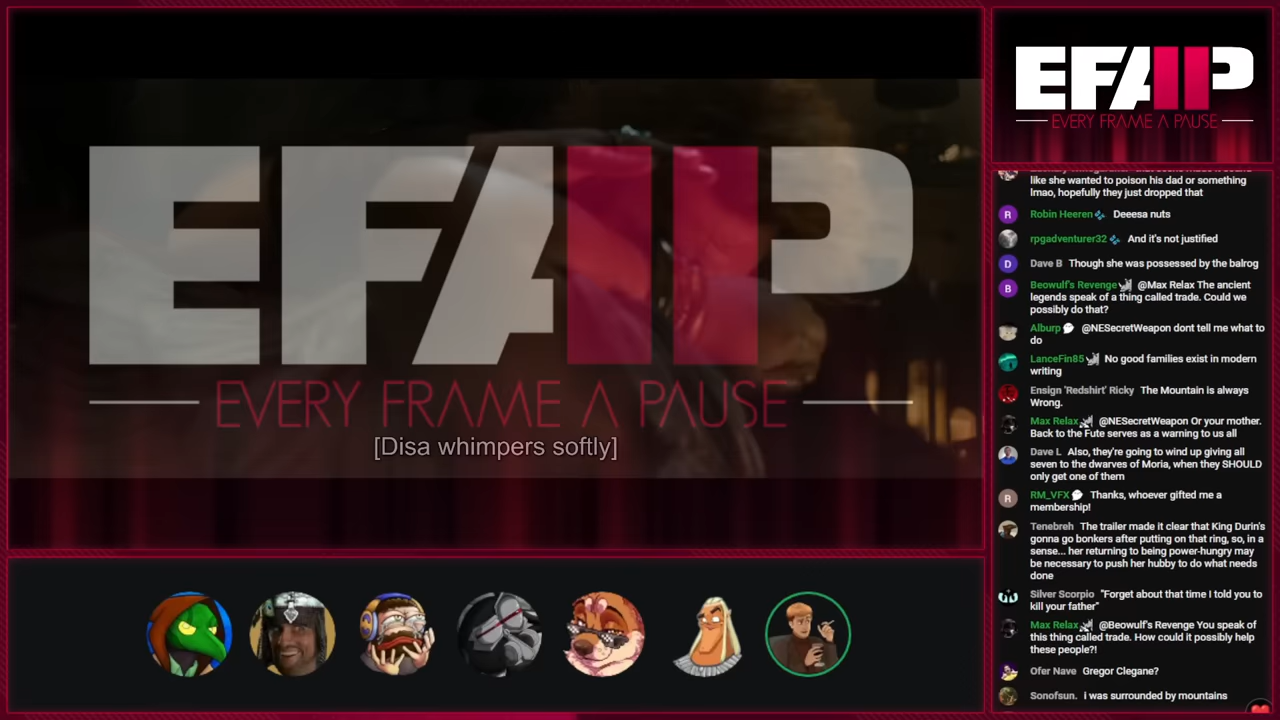 EFAP
EVERY FRAME A PAUSE
[Disa whimpers softly]
EFAP
EVERY FRAME A PAUSE
like she wanted to poison his dad or something
lmao, hopefully they just dropped that
R Robin Heeren Deeesa nuts
rpgadventurer32 And it's not justified
D Dave B Though she was possessed by the balrog
B Beowulf's Revenge @Max Relax The ancient
legends speak of a thing called trade. Could we
possibly do that?
Alburp @NESecretWeapon dont tell me what to
do
LanceFin85 No good families exist in modern
writing
Ensign 'Redshirt' Ricky The Mountain is always
Wrong.
Max Relax @NESecretWeapon Or your mother.
Back to the Fute serves as a warning to us all
Dave L Also, they're going to wind up giving all
seven to the dwarves of Moria, when they SHOULD
only get one of them
R RM_VFX Thanks, whoever gifted me a
membership!
Tenebreh The trailer made it clear that King Durin's
gonna go bonkers after putting on that ring, so, in a
sense... her returning to being power-hungry may
be necessary to push her hubby to do what needs
done
Silver Scorpio "Forget about that time I told you to
kill your father"
Max Relax @Beowulf's Revenge You speak of
this thing called trade. How could it possibly help
these people?!
Ofer Nave Gregor Clegane?
Sonofsun. i was surrounded by mountains